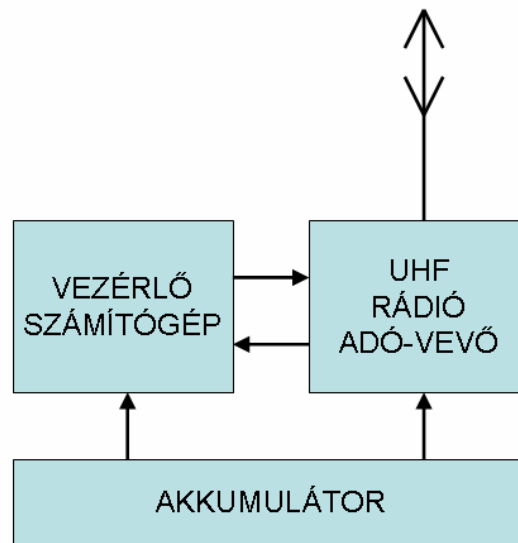 VEZÉRLŐ
SZÁMÍTÓGÉP
UHF
RÁDIÓ
ADÓ-VEVŐ
AKKUMULÁTOR